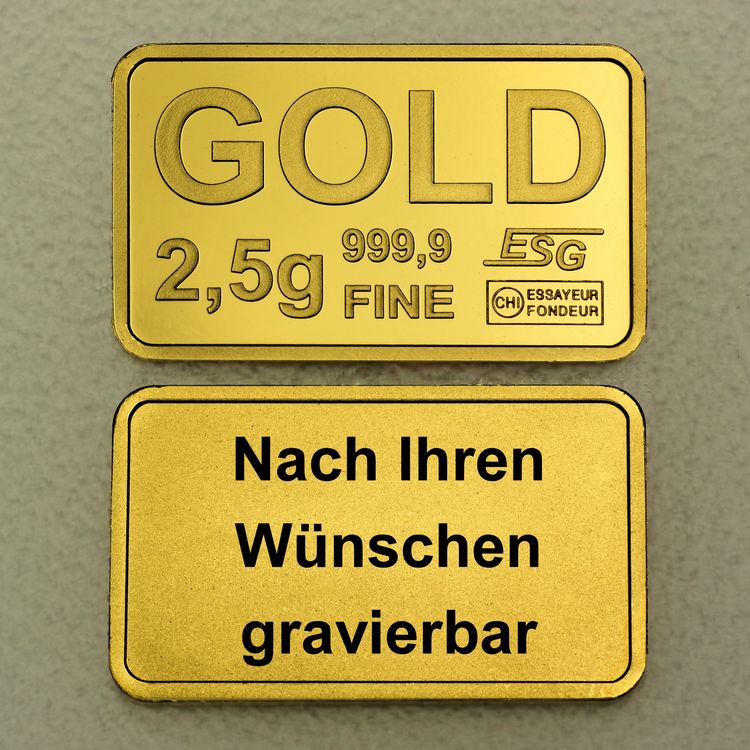 GOLD
2,5g
999,9
FINE
ESG
CHI
ESSAYEUR
FONDEUR
Nach Ihren
Wünschen
gravierbar